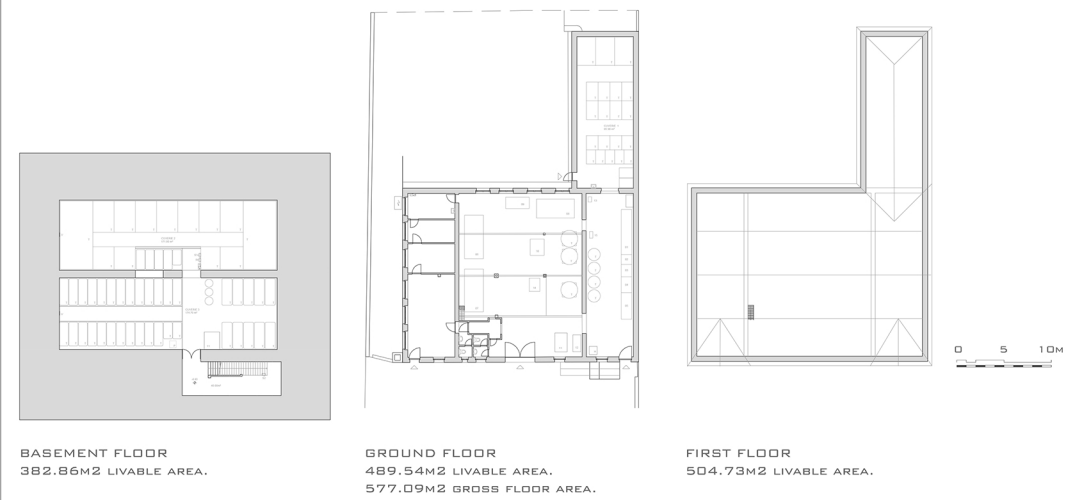 0 5 10M
BASEMENT FLOOR
382.86M2 LIVABLE AREA.
GROUND FLOOR
489.54M2 LIVABLE AREA.
577.09M2 GROSS FLOOR AREA.
FIRST FLOOR
504.73M2 LIVABLE AREA.